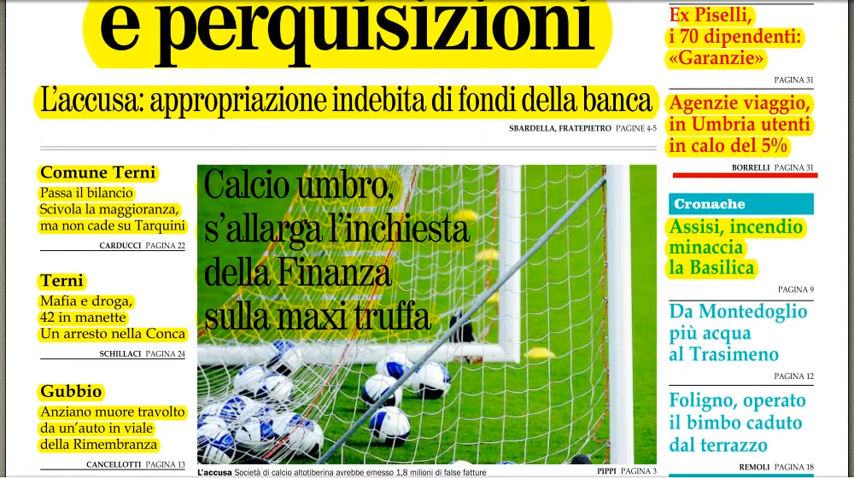 e perquisizioni
L'accusa: appropriazione indebita di fondi della banca
SBARDELLA, FRATEPIETRO PAGINE 4-5
Comune Terni
Passa il bilancio
Scivola la maggioranza,
ma non cade su Tarquini
CARDUCCI PAGINA 22
Terni
Mafia e droga,
42 in manette
Un arresto nella Conca
SCHILLACI PAGINA 24
Gubbio
Anziano muore travolto
da un'auto in viale
della Rimembranza
CANCELLOTTI PAGINA 13
Calcio umbro,
s'allarga l'inchiesta
della Finanza
sulla maxi truffa
L'accusa Società di calcio altotiberina avrebbe emesso 1,8 milioni di false fatture
PIPPI PAGINA 3
Ex Piselli,
i 70 dipendenti:
«Garanzie»
PAGINA 31
Agenzie viaggio,
in Umbria utenti
in calo del 5%
BORRELLI PAGINA 31
Cronache
Assisi, incendio
minaccia
la Basilica
PAGINA 9
Da Montedoglio
più acqua
al Trasimeno
PAGINA 12
Foligno, operato
il bimbo caduto
dal terrazzo
REMOLI PAGINA 18